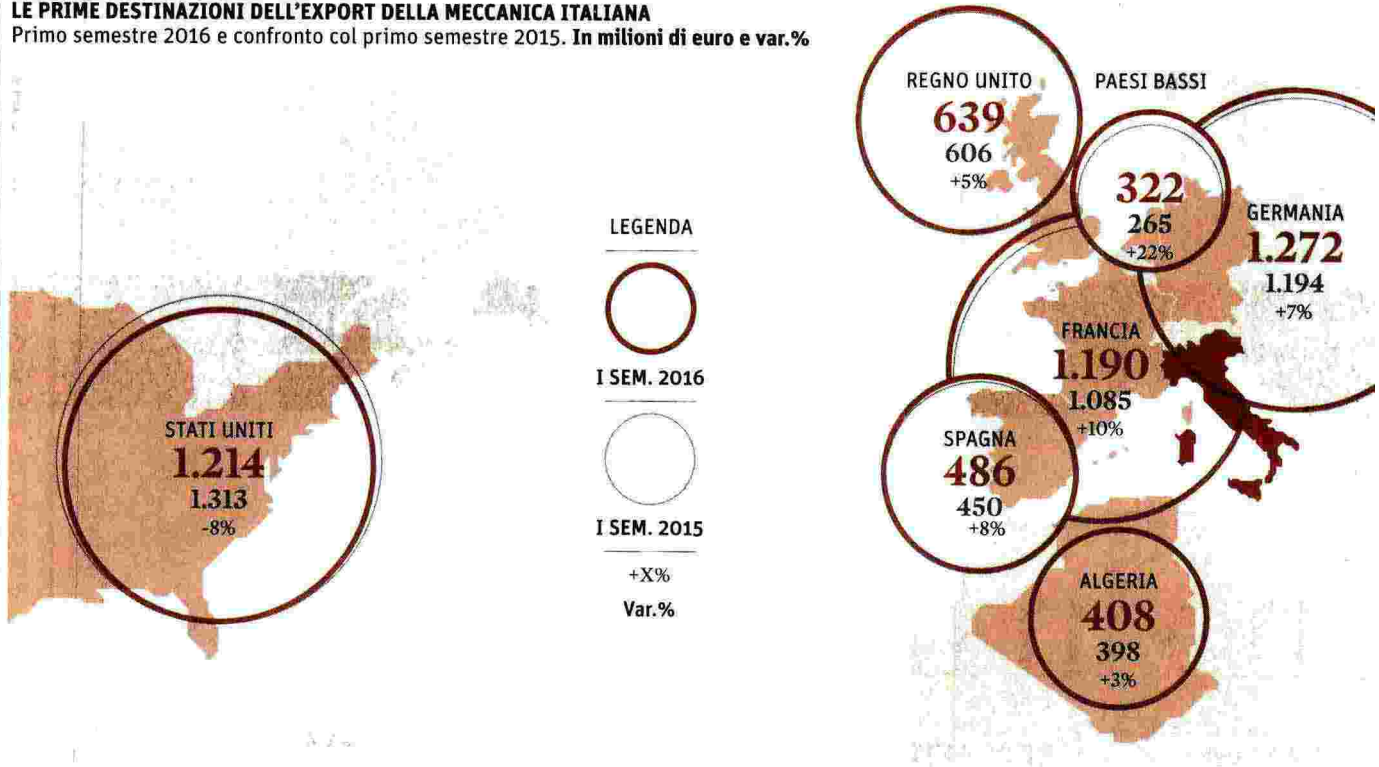 LE PRIME DESTINAZIONI DELL'EXPORT DELLA MECCANICA ITALIANA
Primo semestre 2016 e confronto col primo semestre 2015. In milioni di euro e var.%
STATI UNITI
1.214
1.313
-8%
LEGENDA
I SEM. 2016
I SEM. 2015
+X%
Var.%
REGNO UNITO
639
606
+5%
PAESI BASSI
322
265
+22%
GERMANIA
1.272
1.194
+7%
FRANCIA
1.190
1.085
+10%
SPAGNA
486
450
+8%
ALGERIA
408
398
+3%